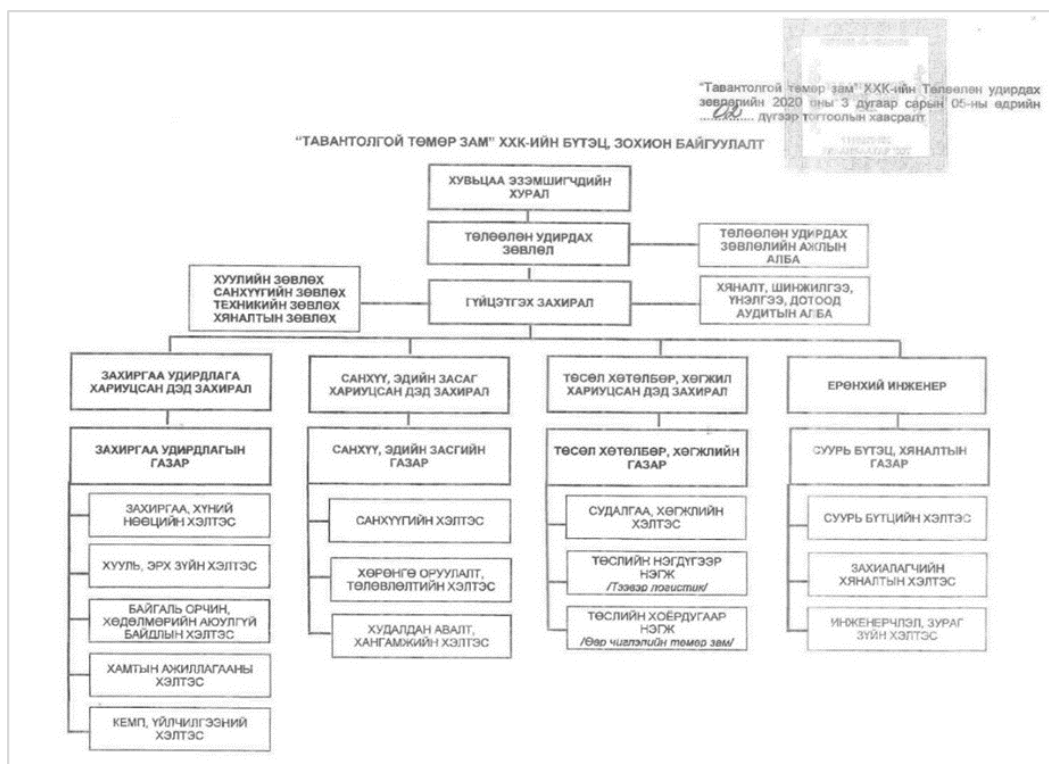 "Тавантолгой төмөр зам" ХХК-ийн Төлөөлөн удирдах
зөвлөлийн 2020 оны 3 дугаар сарын 05-ны өдрийн
дүгээр тогтоолын хавсралт
"ТАВАНТОЛГОЙ ТӨМӨР ЗАМ" ХХК-ИЙН БҮТЭЦ, ЗОХИОН БАЙГУУЛАЛТ
ХУВЬЦАА ЭЗЭМШИГЧДИЙН
ХУРАЛ
ТӨЛӨӨЛӨН УДИРДАХ
ЗӨВЛӨЛ
ТӨЛӨӨЛӨН УДИРДАХ
ЗӨВЛӨЛИЙН АЖЛЫН
АЛБА
ХУУЛИЙН ЗӨВЛӨХ
САНХҮҮГИЙН ЗӨВЛӨХ
ТЕХНИКИЙН ЗӨВЛӨХ
ХЯНАЛТЫН ЗӨВЛӨХ
ГҮЙЦЭТГЭХ ЗАХИРАЛ
ХЯНАЛТ, ШИНЖИЛГЭЭ,
ҮНЭЛГЭЭ, ДОТООД
АУДИТЫН АЛБА
ЗАХИРГАА УДИРДЛАГА
ХАРИУЦСАН ДЭД ЗАХИРАЛ
САНХҮҮ, ЭДИЙН ЗАСАГ
ХАРИУЦСАН ДЭД ЗАХИРАЛ
ТӨСӨЛ ХӨТӨЛБӨР, ХӨГЖИЛ
ХАРИУЦСАН ДЭД ЗАХИРАЛ
ЕРӨНХИЙ ИНЖЕНЕР
ЗАХИРГАА УДИРДЛАГЫН
ГАЗАР
САНХҮҮ, ЭДИЙН ЗАСГИЙН
ГАЗАР
ТӨСӨЛ ХӨТӨЛБӨР, ХӨГЖЛИЙН
ГАЗАР
СУУРЬ БҮТЭЦ, ХЯНАЛТЫН
ГАЗАР
ЗАХИРГАА, ХҮНИЙ
НӨӨЦИЙН ХЭЛТЭС
ХУУЛЬ, ЭРХ ЗҮЙН ХЭЛТЭС
БАЙГАЛЬ ОРЧИН,
ХӨДӨЛМӨРИЙН АЮУЛГҮЙ
БАЙДЛЫН ХЭЛТЭС
ХАМТЫН АЖИЛЛАГААНЫ
ХЭЛТЭС
КЕМП, ҮЙЛЧИЛГЭЭНИЙ
ХЭЛТЭС
САНХҮҮГИЙН ХЭЛТЭС
ХӨРӨНГӨ ОРУУЛАЛТ,
ТӨЛӨВЛӨЛТИЙН ХЭЛТЭС
ХУДАЛДАН АВАЛТ,
ХАНГАМЖИЙН ХЭЛТЭС
СУДАЛГАА, ХӨГЖЛИЙН
ХЭЛТЭС
ТӨСЛИЙН НЭГДҮГЭЭР
НЭГЖ
/Тээвэр логистик/
ТӨСЛИЙН ХОЁРДУГААР
НЭГЖ
/Өвр чиглэлийн төмөр зам/
СУУРЬ БҮТЦИЙН ХЭЛТЭС
ЗАХИАЛАГЧИЙН
ХЯНАЛТЫН ХЭЛТЭС
ИНЖЕНЕРЧЛЭЛ, ЗУРАГ
ЗҮЙН ХЭЛТЭС